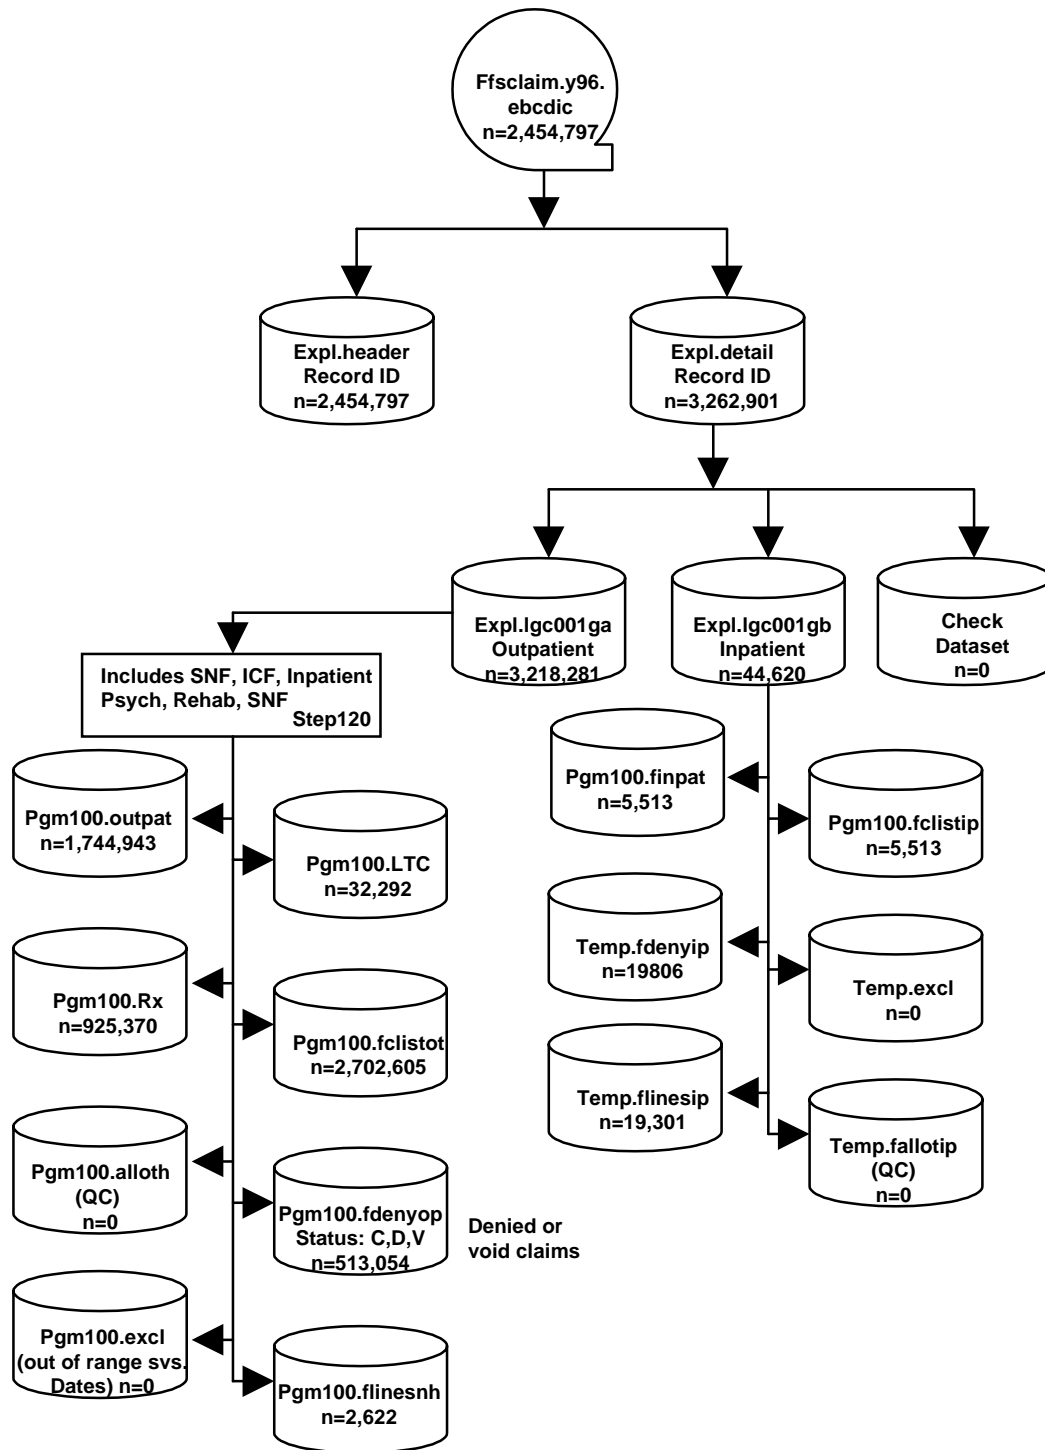 Ffsclaim.y96.
ebcdic
n=2,454,797
Expl.header
Record ID
n=2,454,797
Expl.detail
Record ID
n=3,262,901
Expl.lgc001ga
Outpatient
n=3,218,281
Expl.lgc001gb
Inpatient
n=44,620
Check
Dataset
n=0
Includes SNF, ICF, Inpatient
Psych, Rehab, SNF
Step120
Pgm100.outpat
n=1,744,943
Pgm100.LTC
n=32,292
Pgm100.Rx
n=925,370
Pgm100.fclistot
n=2,702,605
Pgm100.alloth
(QC)
n=0
Pgm100.fdenyop
Status: C,D,V
n=513,054
Denied or
void claims
Pgm100.excl
(out of range svs.
Dates) n=0
Pgm100.flinesnh
n=2,622
Pgm100.finpat
n=5,513
Pgm100.fclistip
n=5,513
Temp.fdenyip
n=19806
Temp.excl
n=0
Temp.flinesip
n=19,301
Temp.fallotip
(QC)
n=0